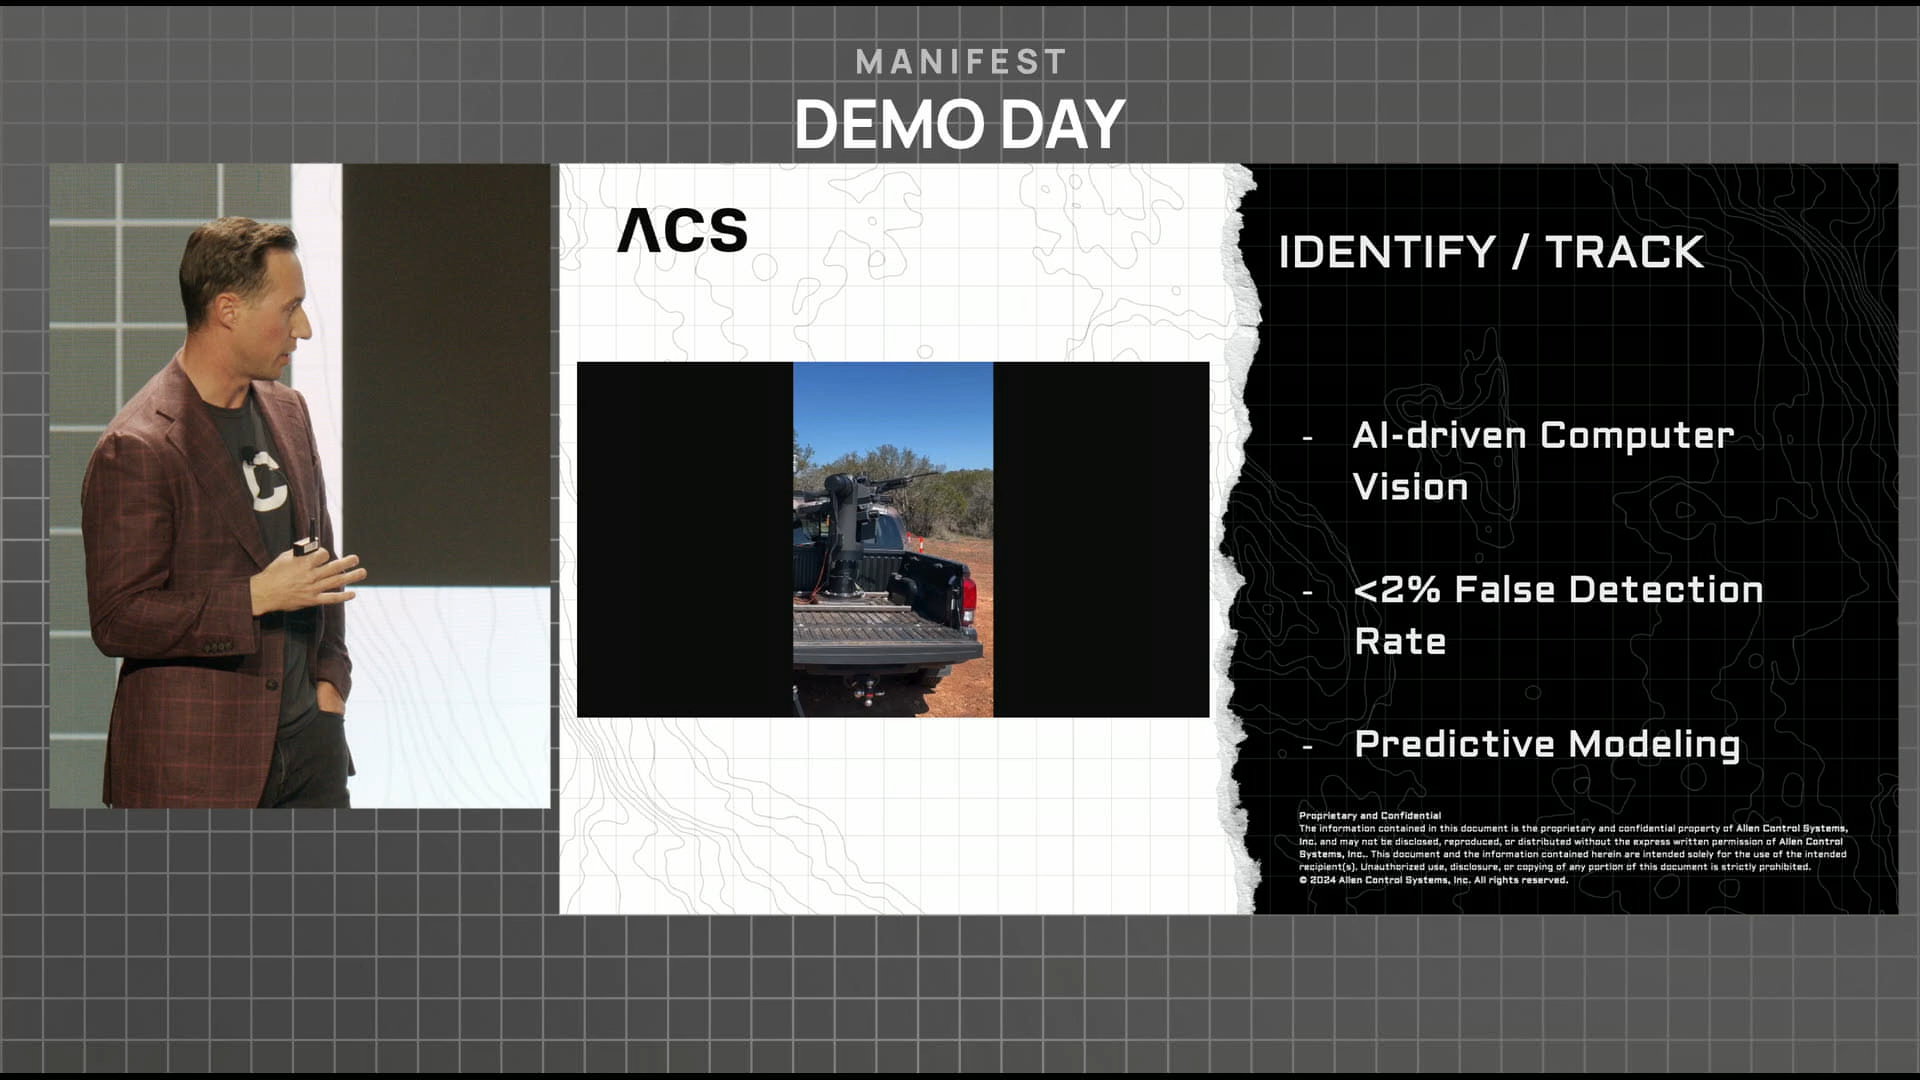 MANIFEST
DEMO DAY
ACS
IDENTIFY / TRACK
- AI-driven Computer
Vision
- <2% False Detection
Rate
- Predictive Modeling
Proprietary and Confidential
The information contained in this document is the proprietary and confidential property of Allen Control Systems,
Inc. and may not be disclosed, reproduced, or distributed without the express written permission of Allen Control
Systems, Inc.. This document and the information contained herein are intended solely for the use of the intended
recipient(s). Unauthorized use, disclosure, or copying of any portion of this document is strictly prohibited.
© 2024 Allen Control Systems, Inc. All rights reserved.
C